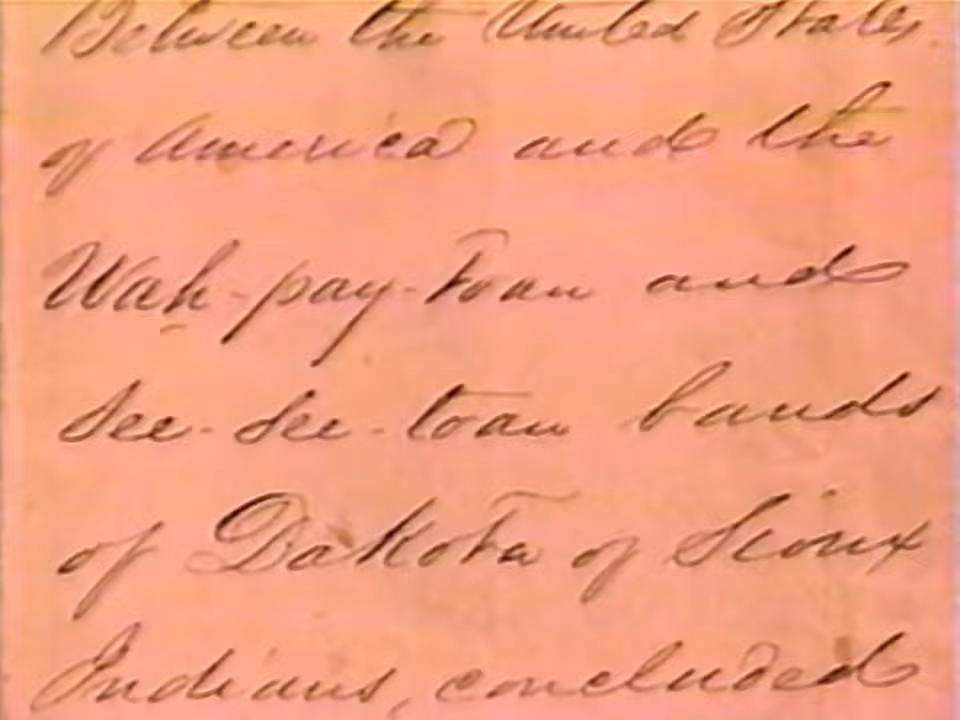 Between the United States
of America and the
Wah-pay-toan and
See-see-toan bands
of Dakota of Sioux
Indians, concluded